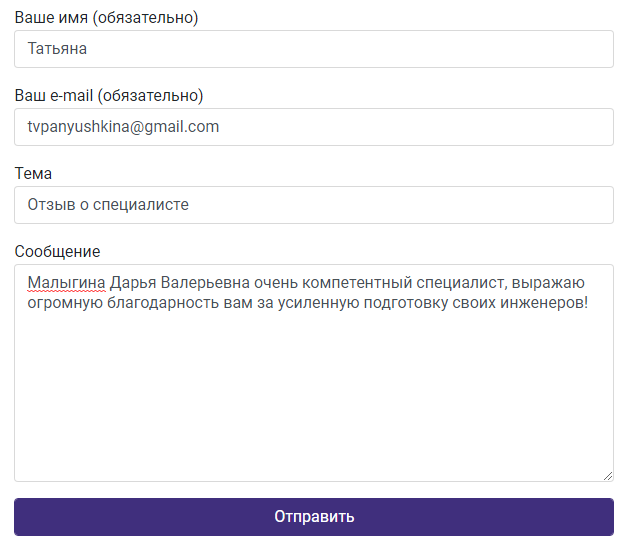 Ваше имя (обязательно)
Татьяна
Ваш e-mail (обязательно)
tvpanyushkina@gmail.com
Тема
Отзыв о специалисте
Сообщение
Малыгина Дарья Валерьевна очень компетентный специалист, выражаю
огромную благодарность вам за усиленную подготовку своих инженеров!
Отправить